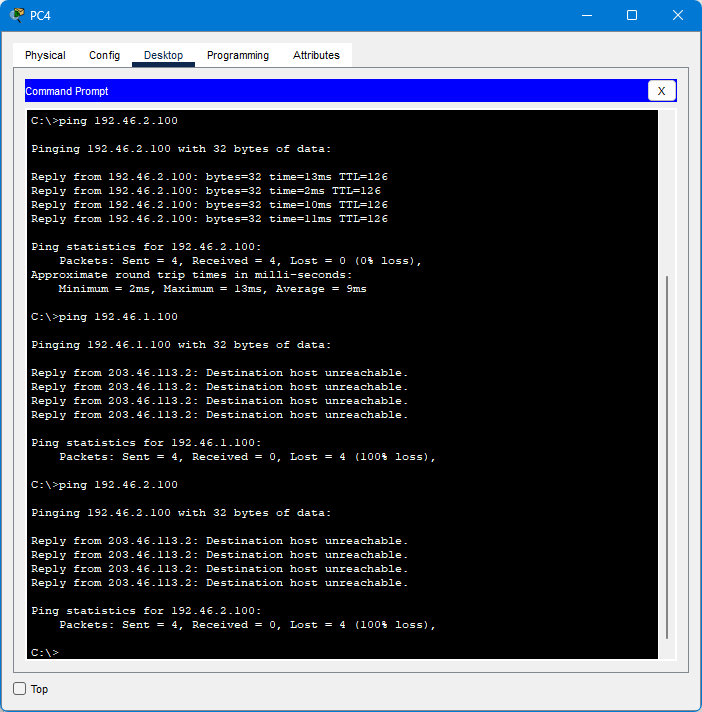 PC4
Physical Config Desktop Programming Attributes
Command Prompt X
C:\>ping 192.46.2.100
Pinging 192.46.2.100 with 32 bytes of data:
Reply from 192.46.2.100: bytes=32 time=13ms TTL=126
Reply from 192.46.2.100: bytes=32 time=2ms TTL=126
Reply from 192.46.2.100: bytes=32 time=10ms TTL=126
Reply from 192.46.2.100: bytes=32 time=11ms TTL=126
Ping statistics for 192.46.2.100:
    Packets: Sent = 4, Received = 4, Lost = 0 (0% loss),
Approximate round trip times in milli-seconds:
    Minimum = 2ms, Maximum = 13ms, Average = 9ms
C:\>ping 192.46.1.100
Pinging 192.46.1.100 with 32 bytes of data:
Reply from 203.46.113.2: Destination host unreachable.
Reply from 203.46.113.2: Destination host unreachable.
Reply from 203.46.113.2: Destination host unreachable.
Reply from 203.46.113.2: Destination host unreachable.
Ping statistics for 192.46.1.100:
    Packets: Sent = 4, Received = 0, Lost = 4 (100% loss),
C:\>ping 192.46.2.100
Pinging 192.46.2.100 with 32 bytes of data:
Reply from 203.46.113.2: Destination host unreachable.
Reply from 203.46.113.2: Destination host unreachable.
Reply from 203.46.113.2: Destination host unreachable.
Reply from 203.46.113.2: Destination host unreachable.
Ping statistics for 192.46.2.100:
    Packets: Sent = 4, Received = 0, Lost = 4 (100% loss),
C:\>
Top